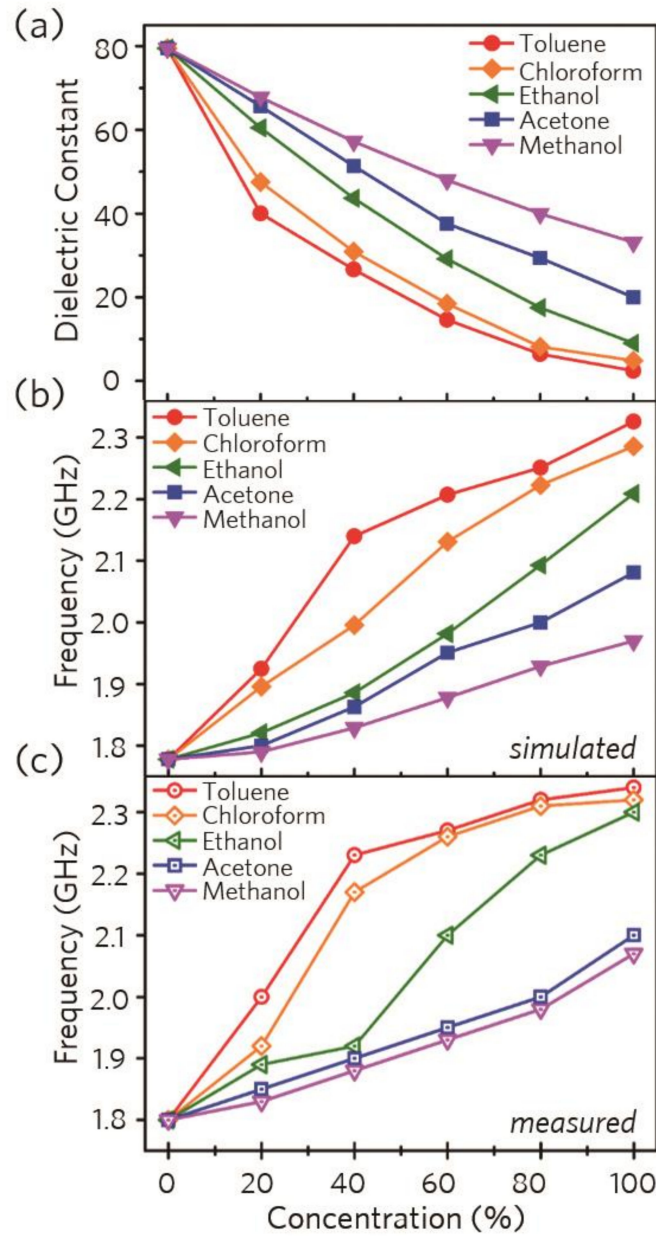 (a)
80
60
40
20
0
Dielectric Constant
Toluene
Chloroform
Ethanol
Acetone
Methanol
(b)
2.3
2.2
2.1
2.0
1.9
1.8
Frequency (GHz)
Toluene
Chloroform
Ethanol
Acetone
Methanol
simulated
(c)
2.3
2.2
2.1
2.0
1.9
1.8
Frequency (GHz)
Toluene
Chloroform
Ethanol
Acetone
Methanol
measured
0 20 40 60 80 100
Concentration (%)